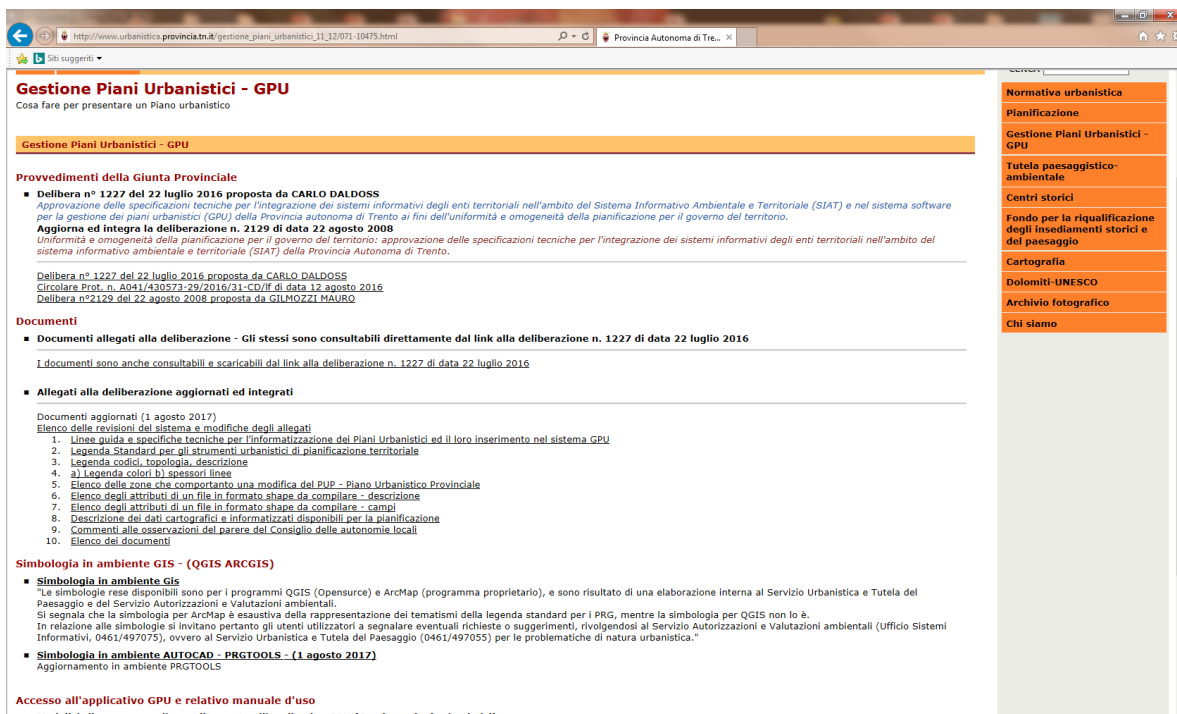 http://www.urbanistica.provincia.tn.it/gestione_piani_urbanistici_11_12/071-10475.html
Provincia Autonoma di Tre...
Siti suggeriti
Gestione Piani Urbanistici - GPU
Cosa fare per presentare un Piano urbanistico
Gestione Piani Urbanistici - GPU
Provvedimenti della Giunta Provinciale
Delibera n° 1227 del 22 luglio 2016 proposta da CARLO DALDOSS
Approvazione delle specificazioni tecniche per l'integrazione dei sistemi informativi degli enti territoriali nell'ambito del Sistema Informativo Ambientale e Territoriale (SIAT) e nel sistema software
per la gestione dei piani urbanistici (GPU) della Provincia autonoma di Trento ai fini dell'uniformità e omogeneità della pianificazione per il governo del territorio.
Aggiorna ed integra la deliberazione n. 2129 di data 22 agosto 2008
Uniformità e omogeneità della pianificazione per il governo del territorio: approvazione delle specificazioni tecniche per l'integrazione dei sistemi informativi degli enti territoriali nell'ambito del
sistema informativo ambientale e territoriale (SIAT) della Provincia Autonoma di Trento.
Delibera n° 1227 del 22 luglio 2016 proposta da CARLO DALDOSS
Circolare Prot. n. A041/430573-29/2016/31-CD/lf di data 12 agosto 2016
Delibera n°2129 del 22 agosto 2008 proposta da GILMOZZI MAURO
Documenti
Documenti allegati alla deliberazione - Gli stessi sono consultabili direttamente dal link alla deliberazione n. 1227 di data 22 luglio 2016
I documenti sono anche consultabili e scaricabili dal link alla deliberazione n. 1227 di data 22 luglio 2016
Allegati alla deliberazione aggiornati ed integrati
Documenti aggiornati (1 agosto 2017)
Elenco delle revisioni del sistema e modifiche degli allegati
1. Linee guida e specifiche tecniche per l'informatizzazione dei Piani Urbanistici ed il loro inserimento nel sistema GPU
2. Legenda Standard per gli strumenti urbanistici di pianificazione territoriale
3. Legenda codici, topologia, descrizione
4. a) Legenda colori b) spessori linee
5. Elenco delle zone che comportano una modifica del PUP - Piano Urbanistico Provinciale
6. Elenco degli attributi di un file in formato shape da compilare - descrizione
7. Elenco degli attributi di un file in formato shape da compilare - campi
8. Descrizione dei dati cartografici e informatizzati disponibili per la pianificazione
9. Commenti alle osservazioni del parere del Consiglio delle autonomie locali
10. Elenco dei documenti
Simbologia in ambiente GIS - (QGIS ARCGIS)
Simbologia in ambiente Gis
"Le simbologie rese disponibili sono per i programmi QGIS (Opensurce) e ArcMap (programma proprietario), e sono risultato di una elaborazione interna al Servizio Urbanistica e Tutela del
Paesaggio e del Servizio Autorizzazioni e Valutazioni ambientali.
Si segnala che la simbologia per ArcMap è esaustiva della rappresentazione dei tematismi della legenda standard per i PRG, mentre la simbologia per QGIS non lo è.
In relazione alle simbologie si invitano pertanto gli utenti utilizzatori a segnalare eventuali richieste o suggerimenti, rivolgendosi al Servizio Autorizzazioni e Valutazioni ambientali (Ufficio Sistemi
Informativi, 0461/497075), ovvero al Servizio Urbanistica e Tutela del Paesaggio (0461/497055) per le problematiche di natura urbanistica."
Simbologia in ambiente AUTOCAD - PRGTOOLS - (1 agosto 2017)
Aggiornamento in ambiente PRGTOOLS
Accesso all'applicativo GPU e relativo manuale d'uso
Normativa urbanistica
Pianificazione
Gestione Piani Urbanistici -
GPU
Tutela paesaggistico-
ambientale
Centri storici
Fondo per la riqualificazione
degli insediamenti storici e
del paesaggio
Cartografia
Dolomiti-UNESCO
Archivio fotografico
Chi siamo